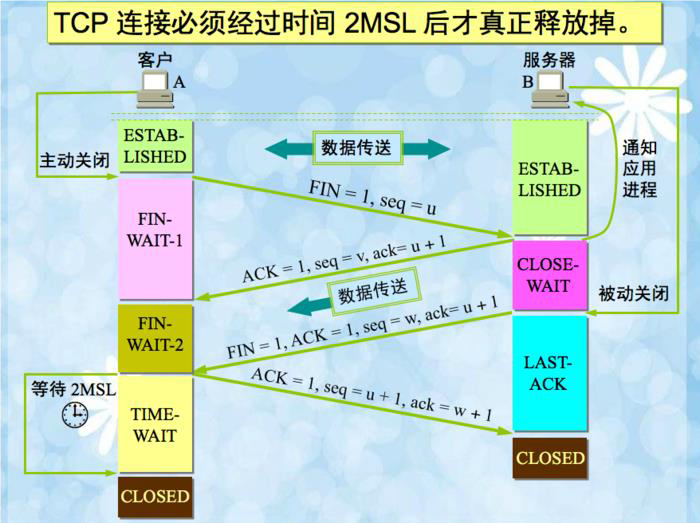 TCP 连接必须经过时间 2MSL 后才真正释放掉。
客户
A
服务器
B
ESTAB-
LISHED
主动关闭
数据传送
通知
应用
进程
ESTAB-
LISHED
FIN = 1, seq = u
FIN-
WAIT-1
ACK = 1, seq = v, ack= u + 1
CLOSE-
WAIT
数据传送
被动关闭
FIN-
WAIT-2
FIN = 1, ACK = 1, seq = w, ack= u + 1
LAST-
ACK
等待 2MSL
ACK = 1, seq = u + 1, ack = w + 1
TIME-
WAIT
CLOSED
CLOSED